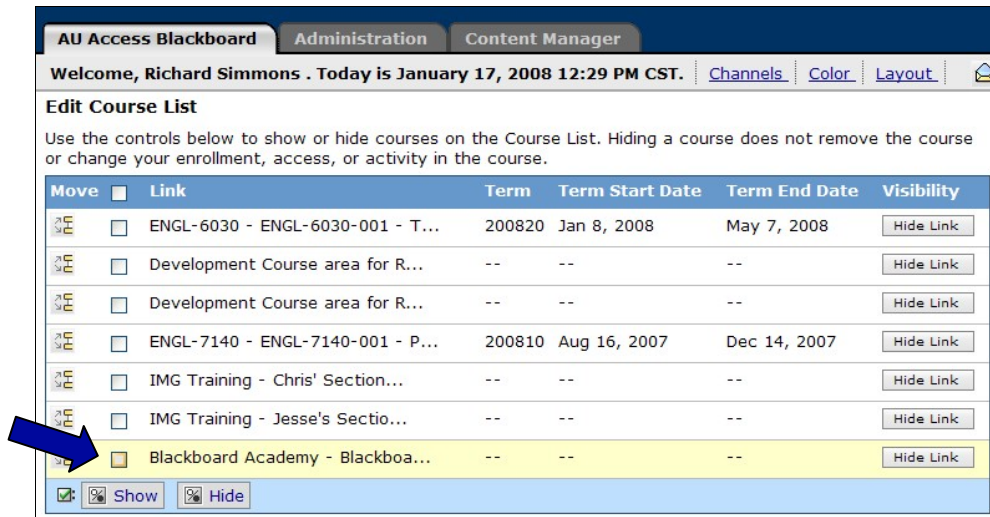 AU Access Blackboard Administration Content Manager
Welcome, Richard Simmons . Today is January 17, 2008 12:29 PM CST. Channels Color Layout
Edit Course List
Use the controls below to show or hide courses on the Course List. Hiding a course does not remove the course
or change your enrollment, access, or activity in the course.
Move Link Term Term Start Date Term End Date Visibility
ENGL-6030 - ENGL-6030-001 - T... 200820 Jan 8, 2008 May 7, 2008 Hide Link
Development Course area for R... -- -- -- Hide Link
Development Course area for R... -- -- -- Hide Link
ENGL-7140 - ENGL-7140-001 - P... 200810 Aug 16, 2007 Dec 14, 2007 Hide Link
IMG Training - Chris' Section... -- -- -- Hide Link
IMG Training - Jesse's Sectio... -- -- -- Hide Link
Blackboard Academy - Blackboa... -- -- -- Hide Link
: Show Hide